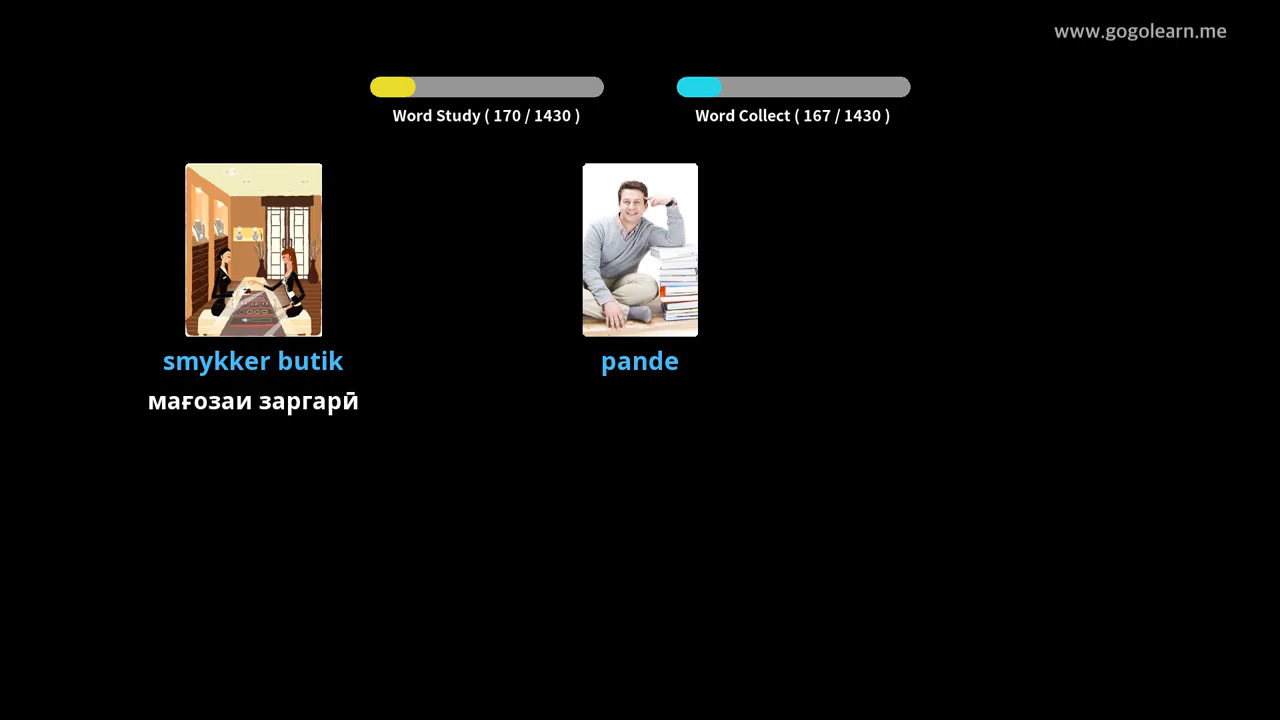 www.gogolearn.me
Word Study ( 170 / 1430 )
Word Collect ( 167 / 1430 )
smykker butik
мағозаи заргарӣ
pande